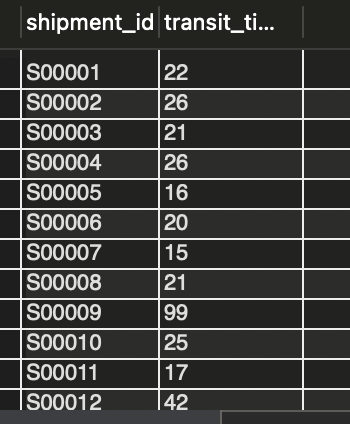 shipment_id transit_ti...
S00001 22
S00002 26
S00003 21
S00004 26
S00005 16
S00006 20
S00007 15
S00008 21
S00009 99
S00010 25
S00011 17
S00012 42